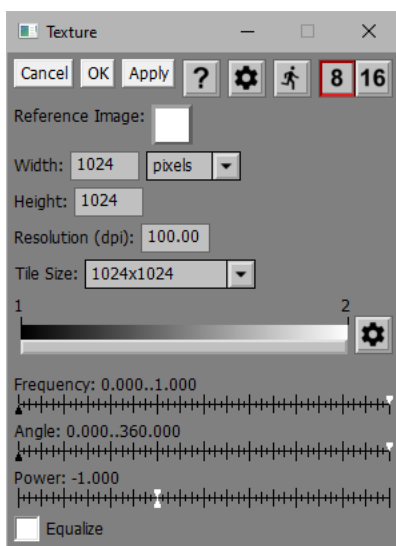 Texture
Cancel OK Apply ? 8 16
Reference Image:
Width: 1024 pixels
Height: 1024
Resolution (dpi): 100.00
Tile Size: 1024x1024
1 2
Frequency: 0.000..1.000
Angle: 0.000..360.000
Power: -1.000
Equalize